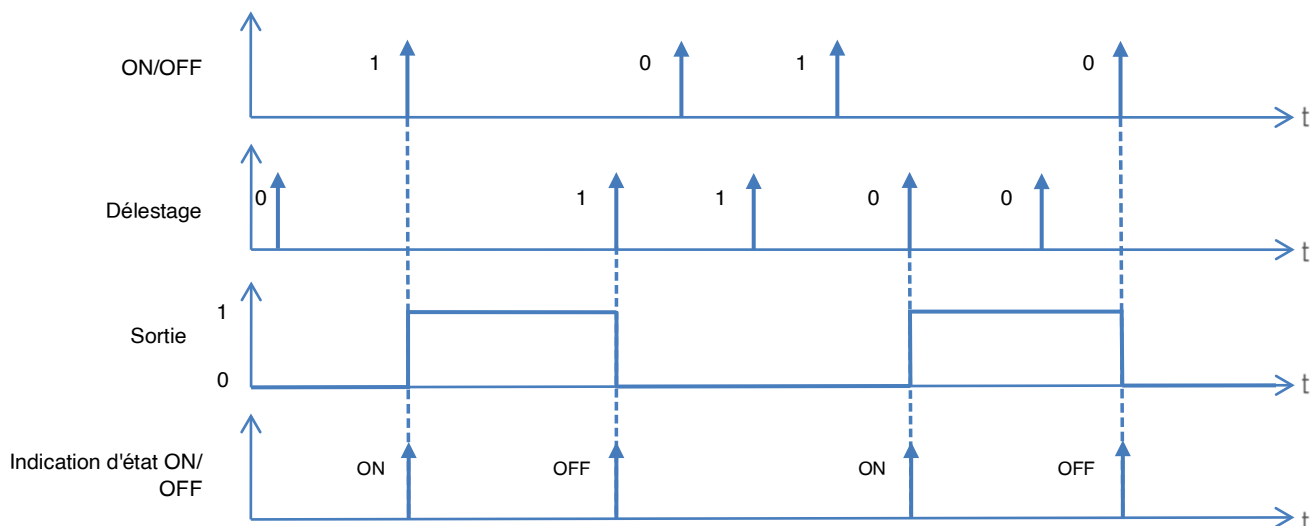 ON/OFF
1
0
1
0
t
Délestage
0
1
1
0
0
t
Sortie
1
0
t
Indication d'état ON/
OFF
ON
OFF
ON
OFF
t